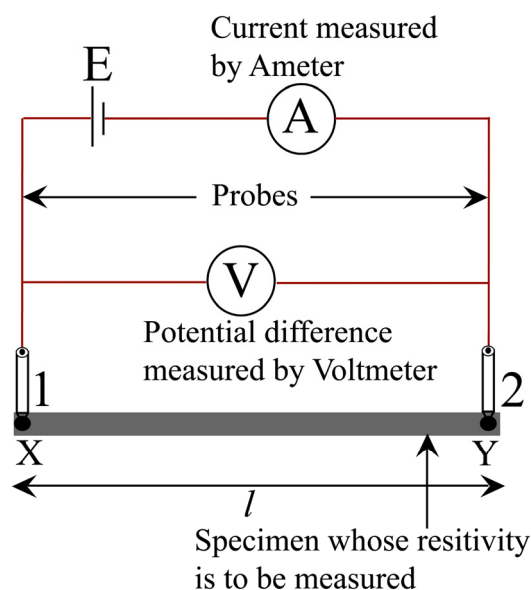 Current measured
by Ameter
E
A
Probes
V
Potential difference
measured by Voltmeter
1
2
X
Y
l
Specimen whose resitivity
is to be measured